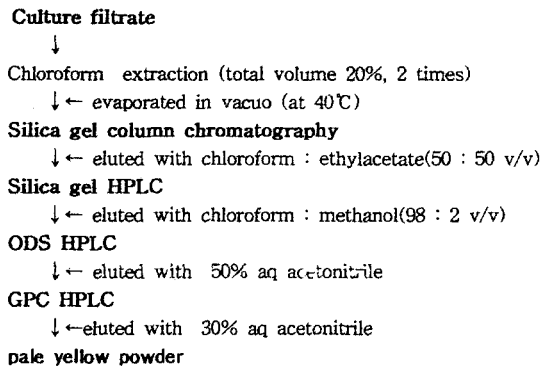 Culture filtrate
↓
Chloroform extraction (total volume 20%, 2 times)
↓ ← evaporated in vacuo (at 40℃)
Silica gel column chromatography
↓ ← eluted with chloroform : ethylacetate(50 : 50 v/v)
Silica gel HPLC
↓ ← eluted with chloroform : methanol(98 : 2 v/v)
ODS HPLC
↓ ← eluted with 50% aq acetonitrile
GPC HPLC
↓ ←eluted with 30% aq acetonitrile
pale yellow powder